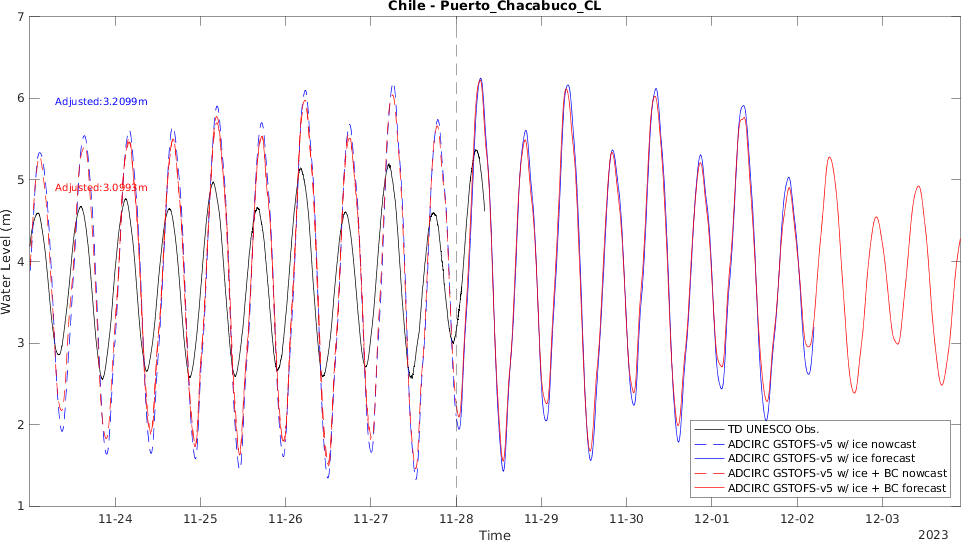 Chile - Puerto_Chacabuco_CL
7
6
5
4
3
2
1
Water Level (m)
Adjusted:3.2099m
Adjusted:3.0993m
TD UNESCO Obs.
ADCIRC GSTOFS-v5 w/ ice nowcast
ADCIRC GSTOFS-v5 w/ ice forecast
ADCIRC GSTOFS-v5 w/ ice + BC nowcast
ADCIRC GSTOFS-v5 w/ ice + BC forecast
11-24 11-25 11-26 11-27 11-28 11-29 11-30 12-01 12-02 12-03
Time
2023